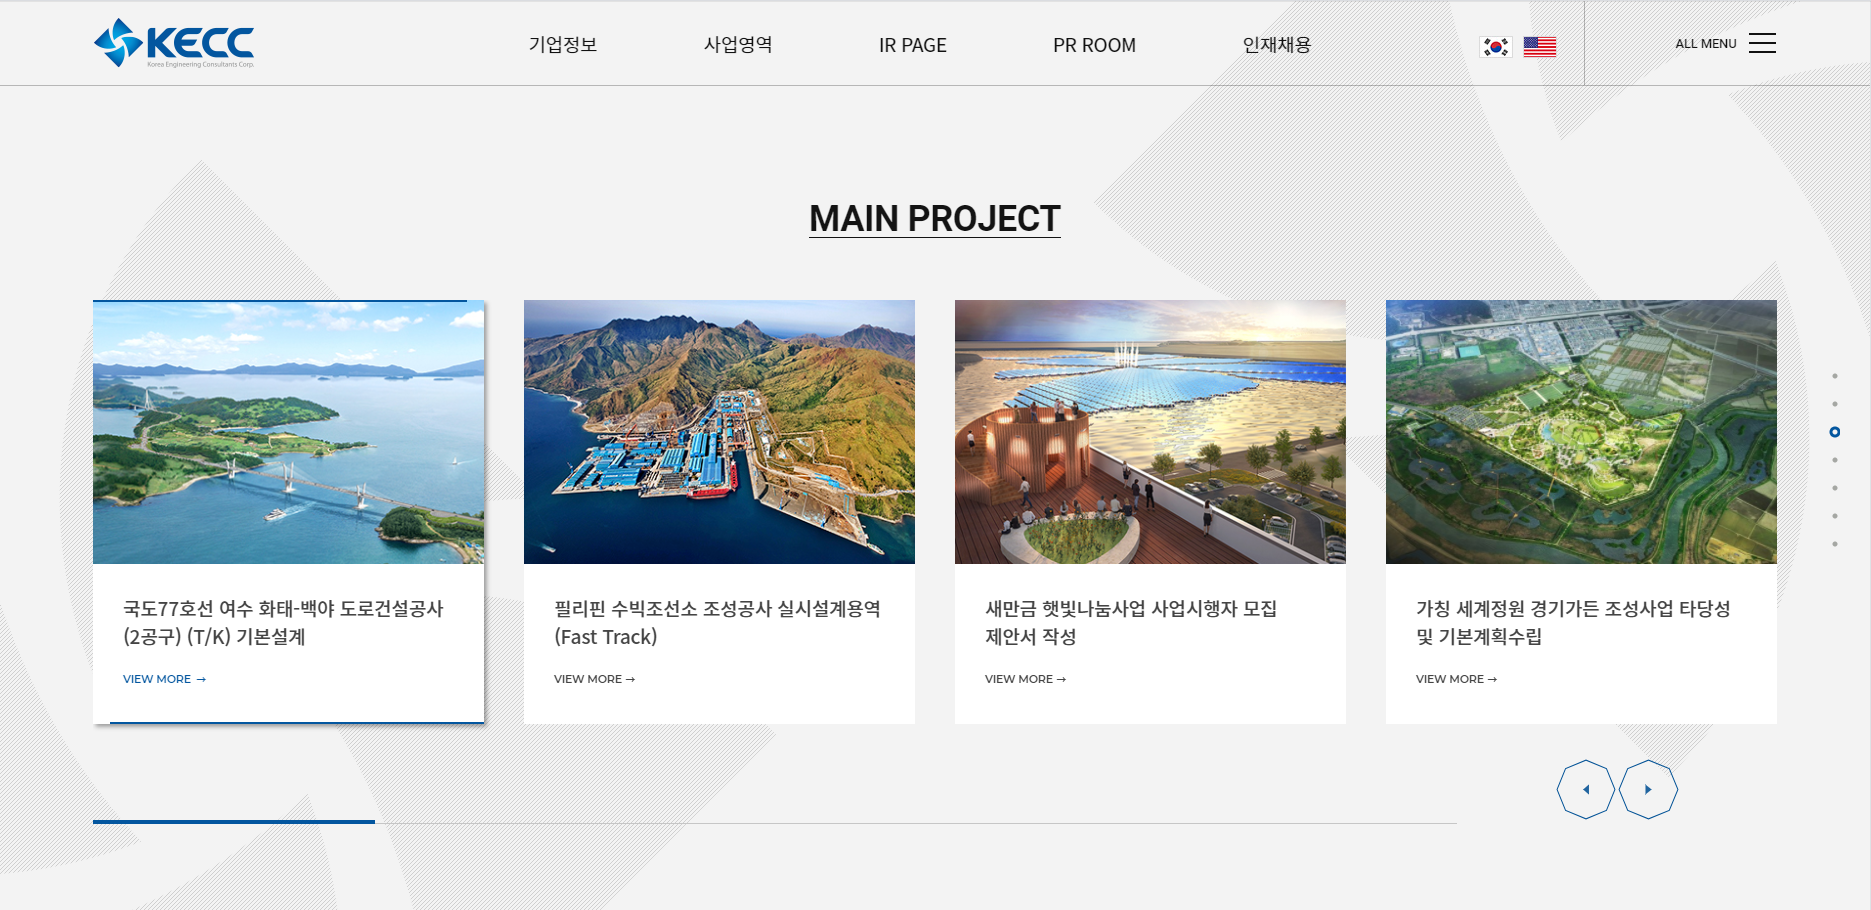 KECC
Korea Engineering Consultants Corp.
기업정보
사업영역
IR PAGE
PR ROOM
인재채용
ALL MENU
MAIN PROJECT
국도77호선 여수 화태-백야 도로건설공사
(2공구) (T/K) 기본설계
VIEW MORE →
필리핀 수빅조선소 조성공사 실시설계용역
(Fast Track)
VIEW MORE →
새만금 햇빛나눔사업 사업시행자 모집
제안서 작성
VIEW MORE →
가칭 세계정원 경기가든 조성사업 타당성
및 기본계획수립
VIEW MORE →